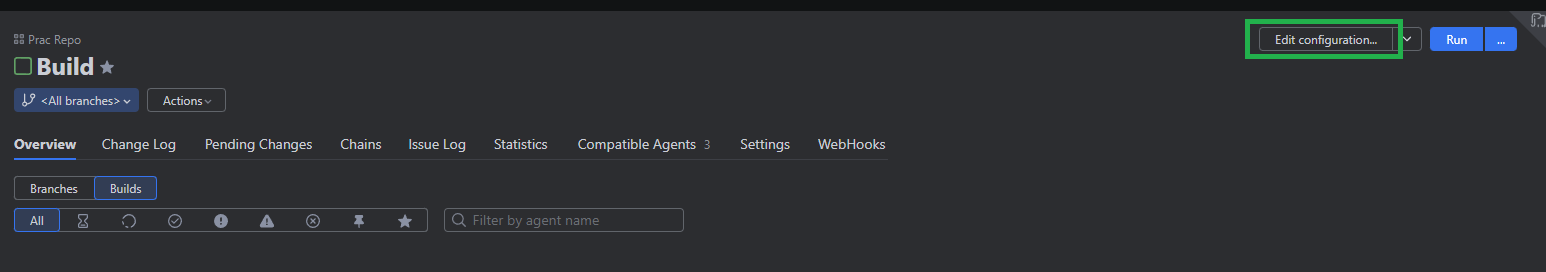 Prac Repo
Edit configuration...
Run
...
Build
<All branches>
Actions
Overview
Change Log
Pending Changes
Chains
Issue Log
Statistics
Compatible Agents 3
Settings
WebHooks
Branches
Builds
All
Filter by agent name